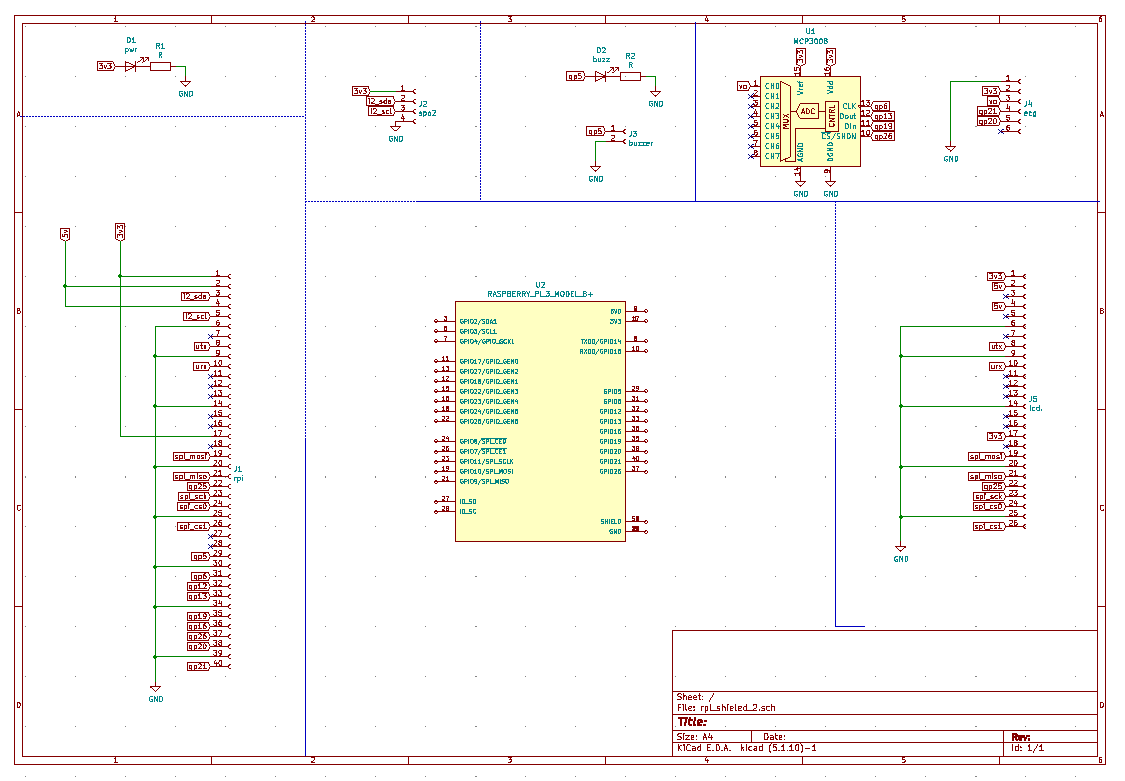 1 2 3 4 5 6
A
B
C
D
D1
pwr
R1
R
3v3
GND
3v3 1
i2_sda 2
i2_scl 3
4
J2
spo2
GND
D2
buzz
R2
R
gp5
GND
gp5 1
2
J3
buzzer
GND
U1
MCP3008
3v3
3v3
15
16
Vref
Vdd
vo 1 CH0
2 CH1
3 CH2
4 CH3
5 CH4
6 CH5
7 CH6
8 CH7
MUX
ADC
CNTRL
CLK 13 gp6
Dout 12 gp13
Din 11 gp19
CS/SHDN 10 gp26
AGND
DGND
14
9
GND
GND
1
3v3 2
vo 3
gp21 4
gp20 5
6
J4
ecg
GND
5v
3v3
1
2
i2_sda 3
4
i2_scl 5
6
7
utx 8
9
urx 10
11
12
13
14
15
16
17
18
spi_mosi 19
20
spi_miso 21
gp25 22
spi_sck 23
spi_cs0 24
25
spi_cs1 26
27
28
gp5 29
30
gp6 31
gp12 32
gp13 33
34
gp19 35
gp16 36
gp26 37
gp20 38
39
gp21 40
J1
rpi
GND
U2
RASPBERRY_PI_3_MODEL_B+
3 GPIO2/SDA1
5 GPIO3/SCL1
7 GPIO4/GPIO_GCK1
11 GPIO17/GPIO_GEN0
13 GPIO27/GPIO_GEN2
12 GPIO18/GPIO_GEN1
15 GPIO22/GPIO_GEN3
16 GPIO23/GPIO_GEN4
18 GPIO24/GPIO_GEN5
22 GPIO25/GPIO_GEN6
24 GPIO8/SPI_CE0
26 GPIO7/SPI_CE1
23 GPIO11/SPI_SCLK
19 GPIO10/SPI_MOSI
21 GPIO9/SPI_MISO
27 ID_SD
28 ID_SC
5V0
3V3 17
TXD0/GPIO14 8
RXD0/GPIO15 10
GPIO5 29
GPIO6 31
GPIO12 32
GPIO13 33
GPIO16 36
GPIO19 35
GPIO20 38
GPIO21 40
GPIO26 37
SHIELD
GND
3v3 1
5v 2
3
5v 4
5
6
7
utx 8
9
urx 10
11
12
13
14
15
16
3v3 17
18
spi_mosi 19
20
spi_miso 21
gp25 22
spi_sck 23
spi_cs0 24
25
spi_cs1 26
J5
lcd.
GND
Sheet: /
File: rpi_shieled_2.sch
Title:
Size: A4 Date: Rev:
KiCad E.D.A. kicad (5.1.10)-1 Id: 1/1
1 2 3 4 5 6
A
B
C
D